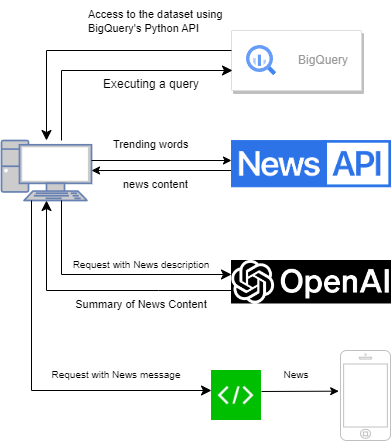 Access to the dataset using
BigQuery's Python API
BigQuery
Executing a query
Trending words
News API
news content
Request with News description
OpenAI
Summary of News Content
Request with News message
</>
News